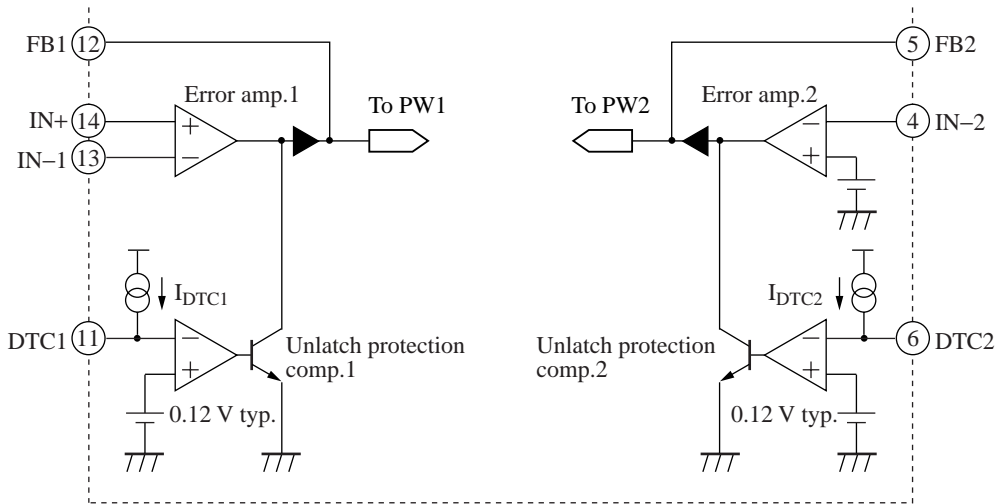 FB1 12
5 FB2
Error amp.1
Error amp.2
To PW1
To PW2
IN+ 14
+
−
4 IN–2
IN–1 13
−
+
I DTC1
I DTC2
DTC1 11
−
−
6 DTC2
Unlatch protection
comp.1
Unlatch protection
comp.2
+
+
0.12 V typ.
0.12 V typ.